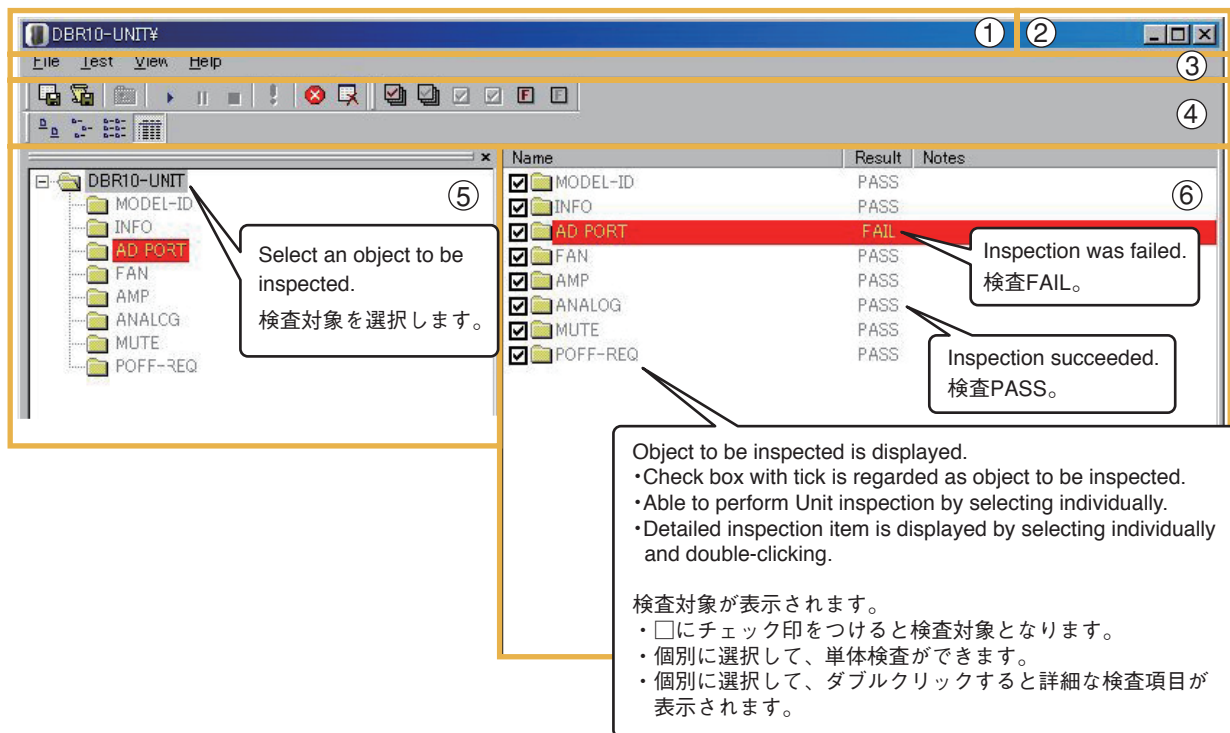 DBR10-UNIT¥ ① ②
File Test View Help ③
④
F F
Name Result Notes
DBR10-UNIT ⑤
MODEL-ID
INFO
AD PORT
FAN
AMP
ANALOG
MUTE
POFF-REQ
Select an object to be
inspected.
検査対象を選択します。
MODEL-ID PASS ⑥
INFO PASS
AD PORT FAIL
FAN PASS
AMP PASS
ANALOG PASS
MUTE PASS
POFF-REQ PASS
Inspection was failed.
検査FAIL。
Inspection succeeded.
検査PASS。
Object to be inspected is displayed.
・Check box with tick is regarded as object to be inspected.
・Able to perform Unit inspection by selecting individually.
・Detailed inspection item is displayed by selecting individually
and double-clicking.
検査対象が表示されます。
・□にチェック印をつけると検査対象となります。
・個別に選択して、単体検査ができます。
・個別に選択して、ダブルクリックすると詳細な検査項目が
表示されます。